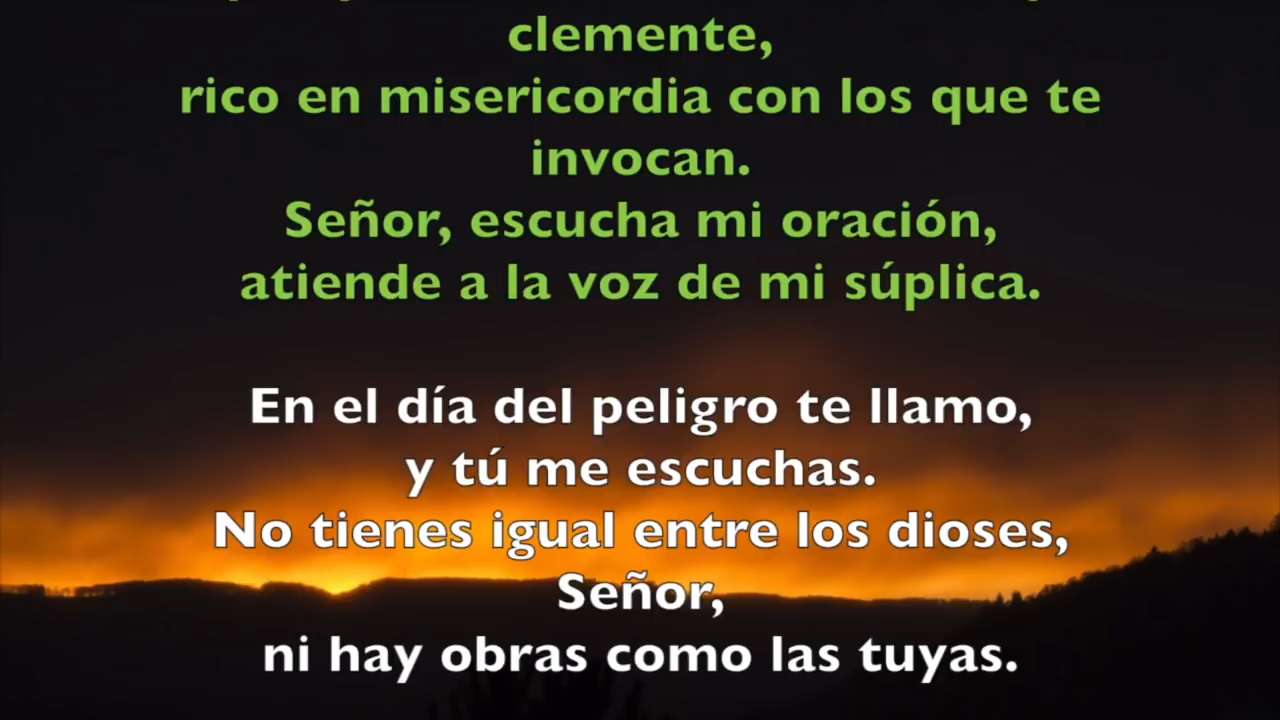 clemente,
rico en misericordia con los que te
invocan.
Señor, escucha mi oración,
atiende a la voz de mi súplica.
En el día del peligro te llamo,
y tú me escuchas.
No tienes igual entre los dioses,
Señor,
ni hay obras como las tuyas.